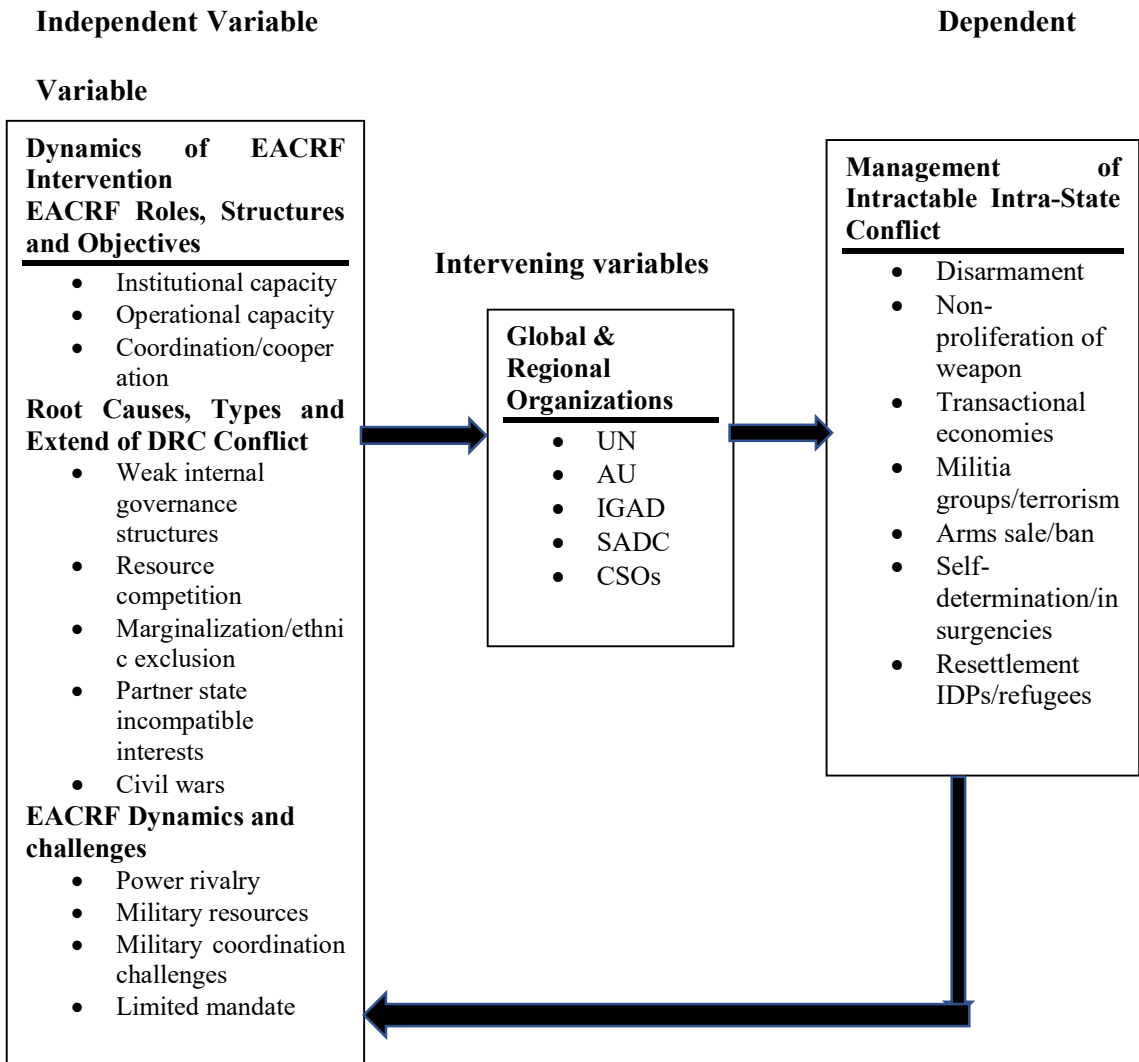 Independent Variable
Dependent
Variable
Dynamics of EACRF
Intervention
EACRF Roles, Structures
and Objectives
• Institutional capacity
• Operational capacity
• Coordination/cooper
ation
Root Causes, Types and
Extend of DRC Conflict
• Weak internal
governance
structures
• Resource
competition
• Marginalization/ethni
c exclusion
• Partner state
incompatible
interests
• Civil wars
EACRF Dynamics and
challenges
• Power rivalry
• Military resources
• Military coordination
challenges
• Limited mandate
Intervening variables
Global &
Regional
Organizations
• UN
• AU
• IGAD
• SADC
• CSOs
Management of
Intractable Intra-State
Conflict
• Disarmament
• Non-
proliferation of
weapon
• Transactional
economies
• Militia
groups/terrorism
• Arms sale/ban
• Self-
determination/in
surgencies
• Resettlement
IDPs/refugees